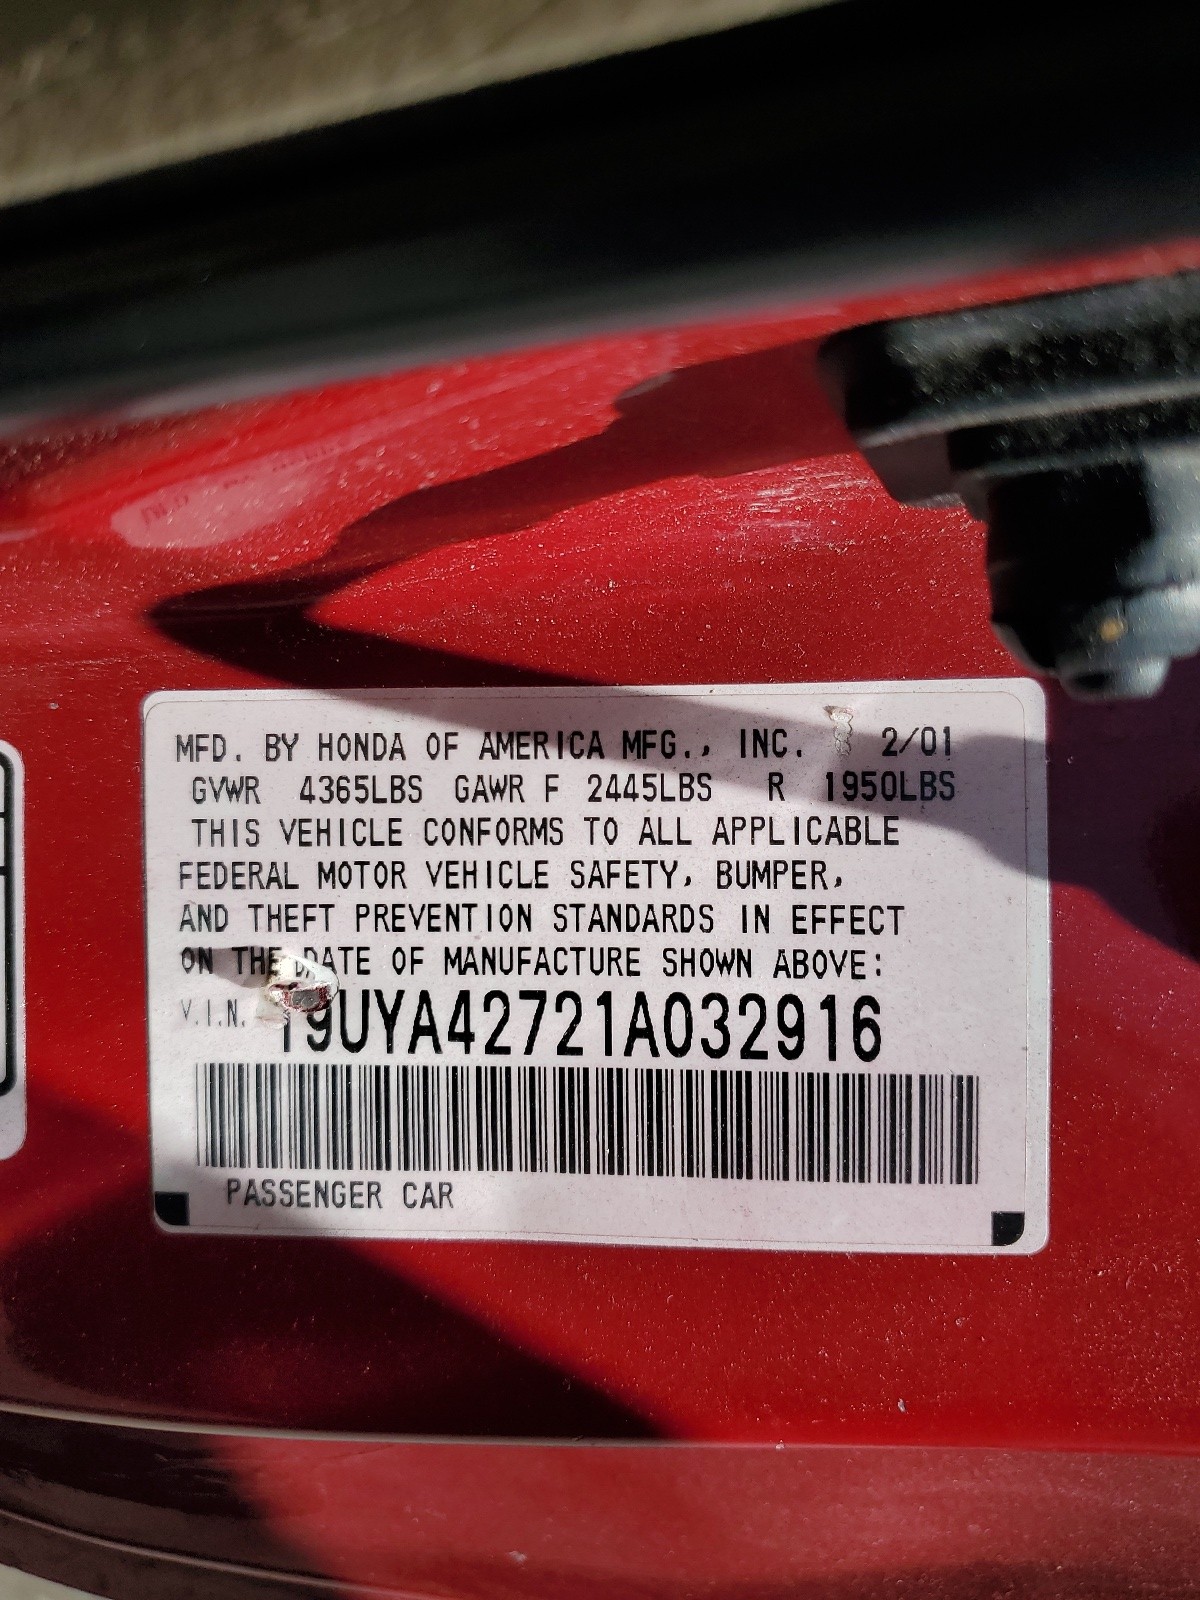 MFD. BY HONDA OF AMERICA MFG., INC. 2/01
GVWR 4365LBS GAWR F 2445LBS R 1950LBS
THIS VEHICLE CONFORMS TO ALL APPLICABLE
FEDERAL MOTOR VEHICLE SAFETY, BUMPER,
AND THEFT PREVENTION STANDARDS IN EFFECT
ON THE DATE OF MANUFACTURE SHOWN ABOVE:
V.I.N. 19UYA42721A032916
PASSENGER CAR